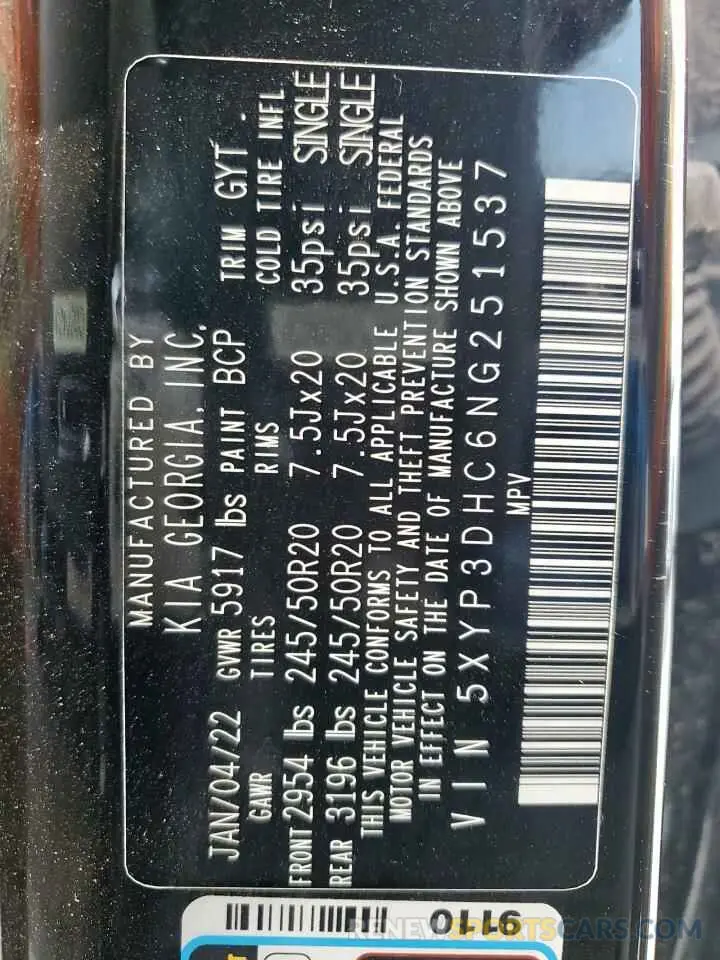 MANUFACTURED BY
KIA GEORGIA, INC.
JAN/04/22 GVWR 5917 lbs PAINT BCP TRIM GYT .
GAWR TIRES RIMS COLD TIRE INFL
FRONT 2954 lbs 245/50R20 7.5Jx20 35psi SINGLE
REAR 3196 lbs 245/50R20 7.5Jx20 35psi SINGLE
THIS VEHICLE CONFORMS TO ALL APPLICABLE U.S.A. FEDERAL
MOTOR VEHICLE SAFETY AND THEFT PREVENTION STANDARDS
IN EFFECT ON THE DATE OF MANUFACTURE SHOWN ABOVE
VIN 5XYP3DHC6NG251537
MPV
RENEWSPORTSCARS.COM